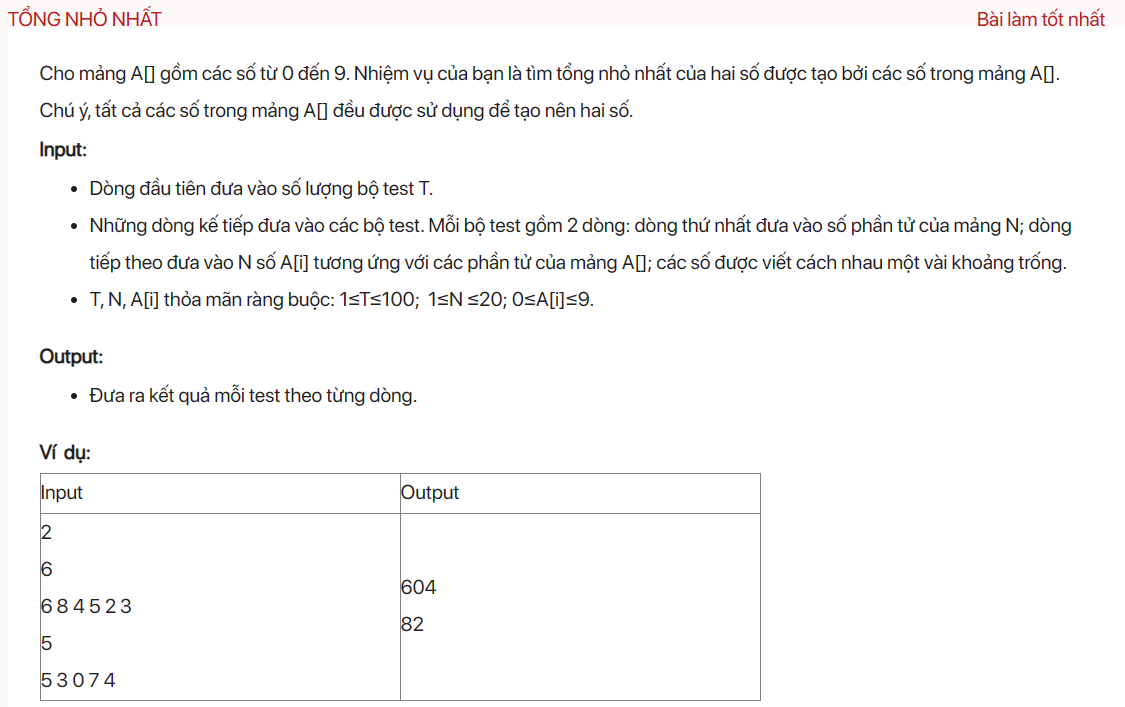 TỔNG NHỎ NHẤT
Bài làm tốt nhất
Cho mảng A[] gồm các số từ 0 đến 9. Nhiệm vụ của bạn là tìm tổng nhỏ nhất của hai số được tạo bởi các số trong mảng A[].
Chú ý, tất cả các số trong mảng A[] đều được sử dụng để tạo nên hai số.
Input:
• Dòng đầu tiên đưa vào số lượng bộ test T.
• Những dòng kế tiếp đưa vào các bộ test. Mỗi bộ test gồm 2 dòng: dòng thứ nhất đưa vào số phần tử của mảng N; dòng
tiếp theo đưa vào N số A[i] tương ứng với các phần tử của mảng A[]; các số được viết cách nhau một vài khoảng trống.
• T, N, A[i] thỏa mãn ràng buộc: 1≤T≤100; 1≤N ≤20; 0≤A[i]≤9.
Output:
• Đưa ra kết quả mỗi test theo từng dòng.
Ví dụ:
Input
Output
2
6
6 8 4 5 2 3
5
5 3 0 7 4
604
82